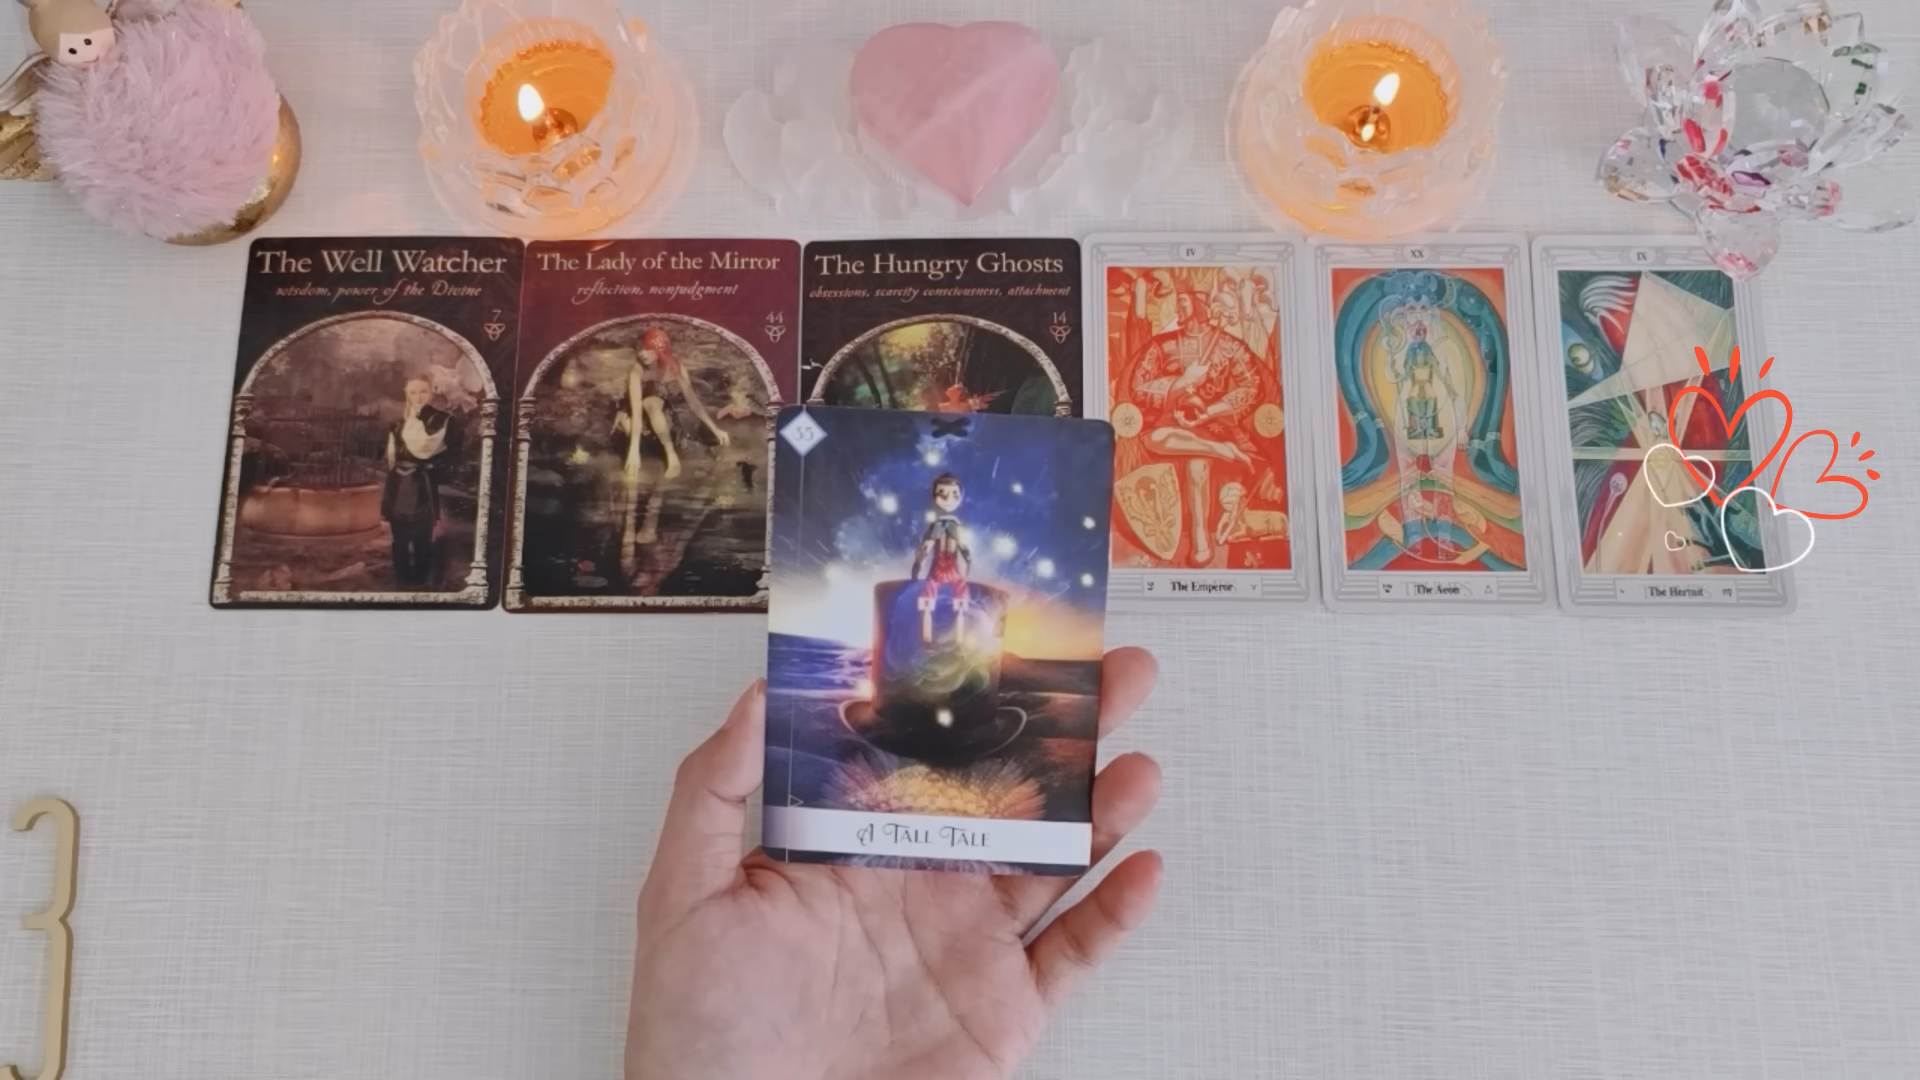 The Well Watcher
wisdom, power of the Divine
7
The Lady of the Mirror
reflection, nonjudgment
44
The Hungry Ghosts
obsessions, scarcity consciousness, attachment
14
IV
The Emperor
XX
The Aeon
IX
The Hermit
35
A TALL TALE
3